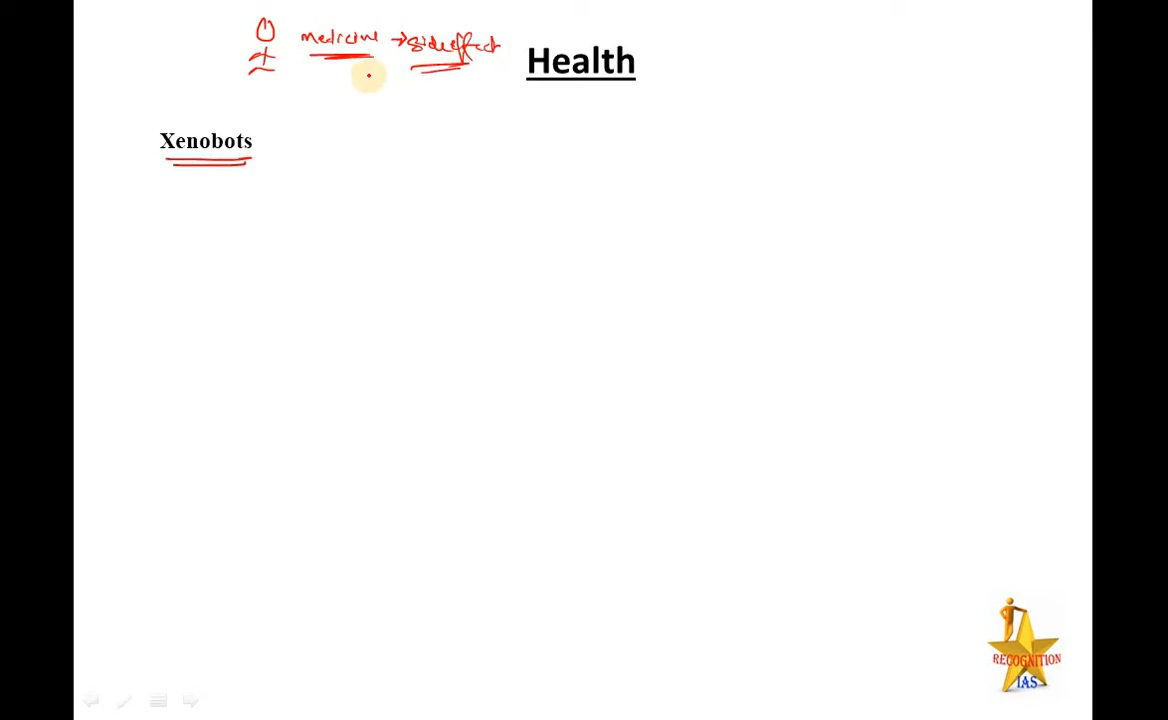 medicine → side effect
Health
Xenobots
RECOGNITION
IAS